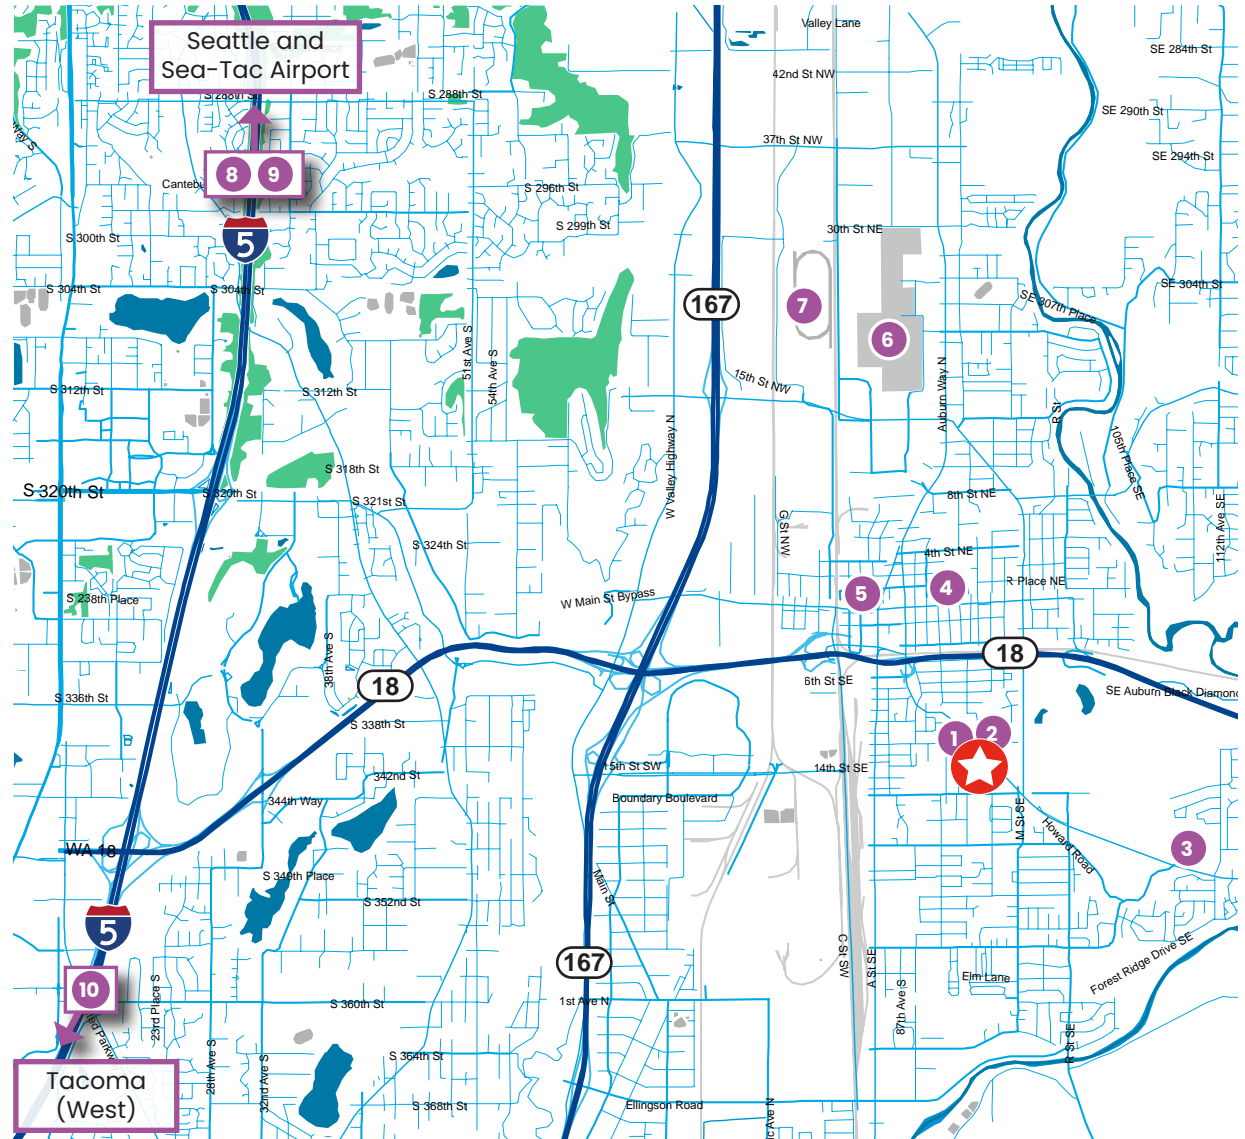 Valley Lane
SE 284th St
Seattle and
Sea-Tac Airport
42nd St NW
S 288th St
S 288th St
SE 290th St
Way S
37th St NW
SE 294th St
8
9
S 296th St
S 299th St
30th St NE
S 300th St
5
S 304th St
S 304th St
SE 304th St
SE 307th Place
167
7
6
51st Ave S
54th Ave S
Auburn Way N
15th St NW
S 312th St
S 312th St
R St
W Valley Highway N
105th Place SE
S 318th St
S 320th St
S 320th St
S 321st St
8th St NE
112th Ave SE
G St NW
S 324th St
4th St NE
R Place NE
5
4
W Main St Bypass
S 238th Place
38th Ave S
18
18
6th St SE
SE Auburn Black Diamond
S 336th St
S 338th St
1
2
15th St SW
14th St SE
342nd St
344th Way
Boundary Boulevard
M St SE
Howard Road
WA 18
3
S 349th Place
Main St
S 352nd St
5
167
C St SW
A St SE
Elm Lane
87th Ave S
Forest Ridge Drive SE
10
23rd Place S
S 360th St
1st Ave N
R St SE
28th Ave S
32nd Ave S
S 364th St
Tacoma
(West)
S 368th St
Ellingson Road